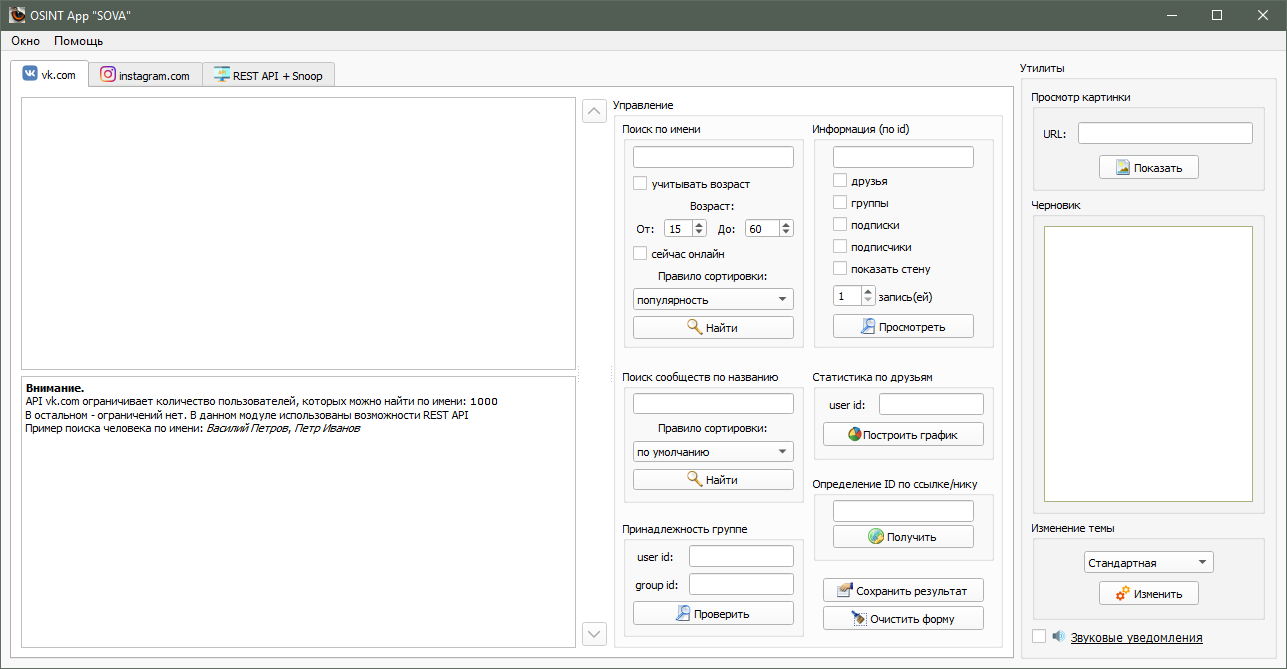 OSINT App "SOVA"
Окно Помощь
vk.com instagram.com REST API + Snoop
Внимание.
API vk.com ограничивает количество пользователей, которых можно найти по имени: 1000
В остальном - ограничений нет. В данном модуле использованы возможности REST API
Пример поиска человека по имени: Василий Петров, Петр Иванов
Управление
Поиск по имени
учитывать возраст
Возраст:
От: 15 До: 60
сейчас онлайн
Правило сортировки:
популярность
Найти
Информация (по id)
друзья
группы
подписки
подписчики
показать стену
1 запись(ей)
Просмотреть
Поиск сообществ по названию
Правило сортировки:
по умолчанию
Найти
Статистика по друзьям
user id:
Построить график
Определение ID по ссылке/нику
Получить
Принадлежность группе
user id:
group id:
Проверить
Сохранить результат
Очистить форму
Утилиты
Просмотр картинки
URL:
Показать
Черновик
Изменение темы
Стандартная
Изменить
Звуковые уведомления